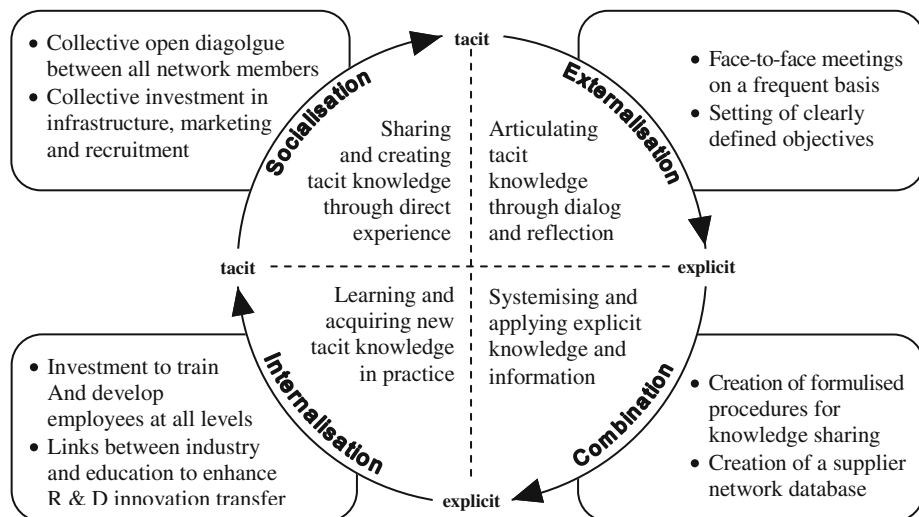 • Collective open diagolgue
between all network members
• Collective investment in
infrastructure, marketing
and recruitment
Socialisation
tacit
Externalisation
• Face-to-face meetings
on a frequent basis
• Setting of clearly
defined objectives
Sharing
and creating
tacit knowledge
through direct
experience
Articulating
tacit
knowledge
through dialog
and reflection
tacit
explicit
Learning and
acquiring new
tacit knowledge
in practice
Systemising and
applying explicit
knowledge and
information
• Investment to train
And develop
employees at all levels
• Links between industry
and education to enhance
R & D innovation transfer
Internalisation
explicit
Combination
• Creation of formulised
procedures for
knowledge sharing
• Creation of a supplier
network database